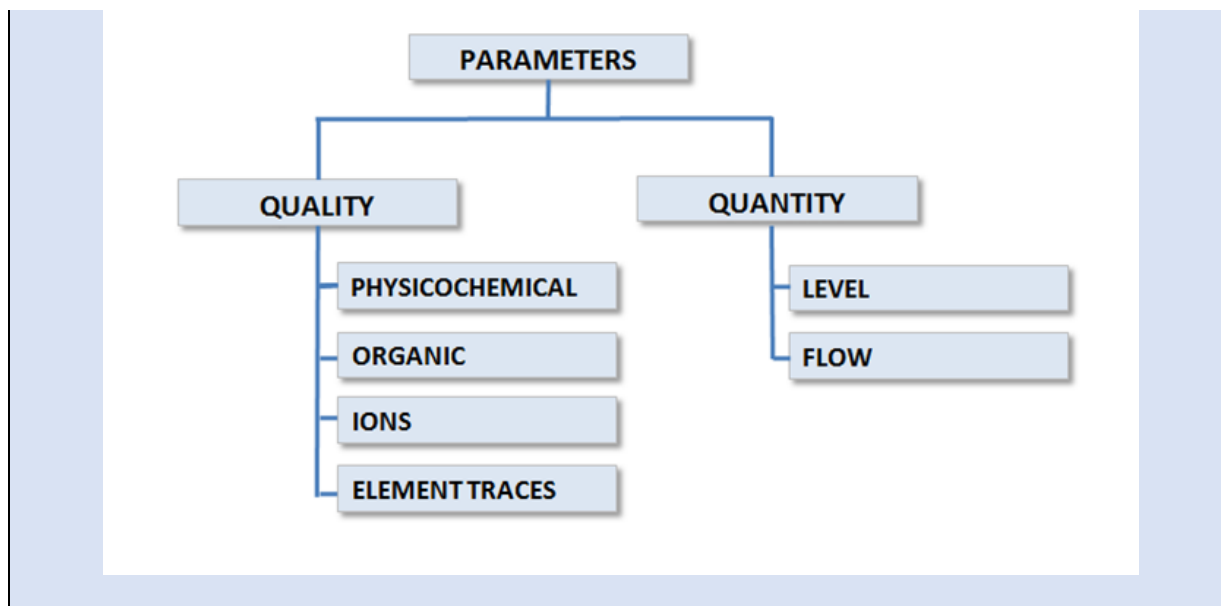 PARAMETERS
QUALITY
PHYSICOCHEMICAL
ORGANIC
IONS
ELEMENT TRACES
QUANTITY
LEVEL
FLOW